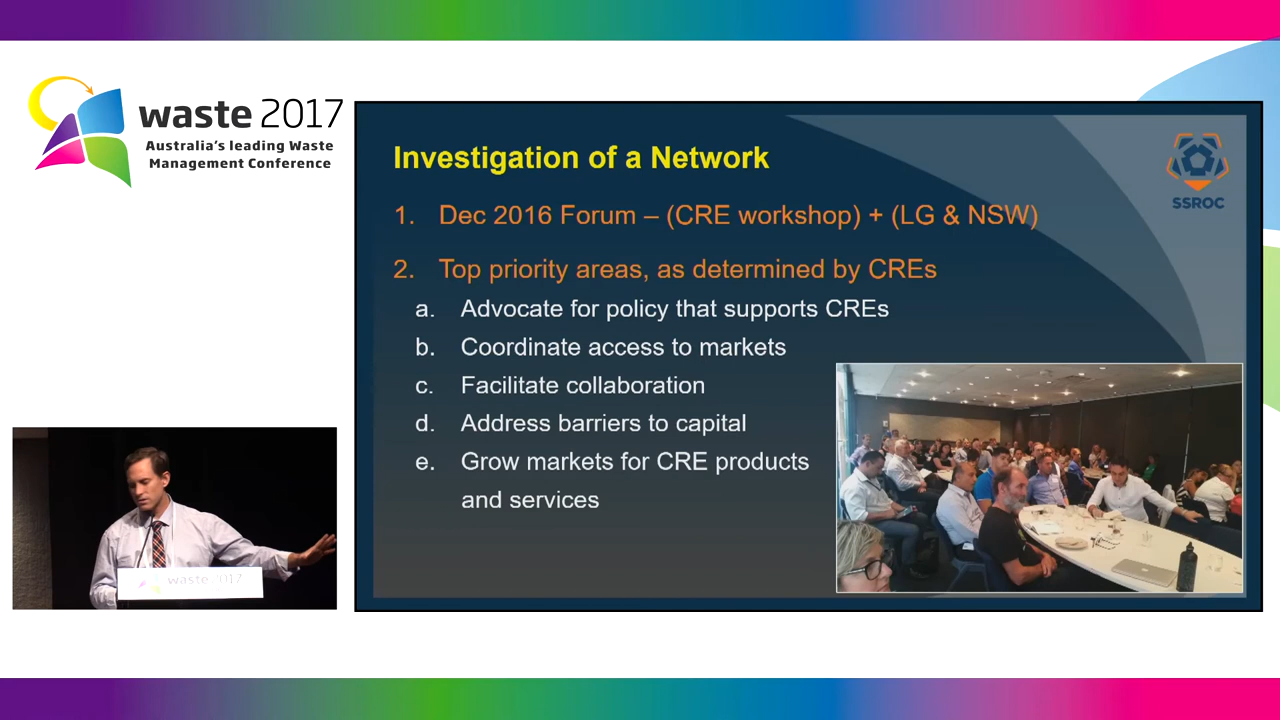 waste 2017
Australia's leading Waste
Management Conference
Investigation of a Network
SSROC
1. Dec 2016 Forum – (CRE workshop) + (LG & NSW)
2. Top priority areas, as determined by CREs
a. Advocate for policy that supports CREs
b. Coordinate access to markets
c. Facilitate collaboration
d. Address barriers to capital
e. Grow markets for CRE products
and services
waste 2017